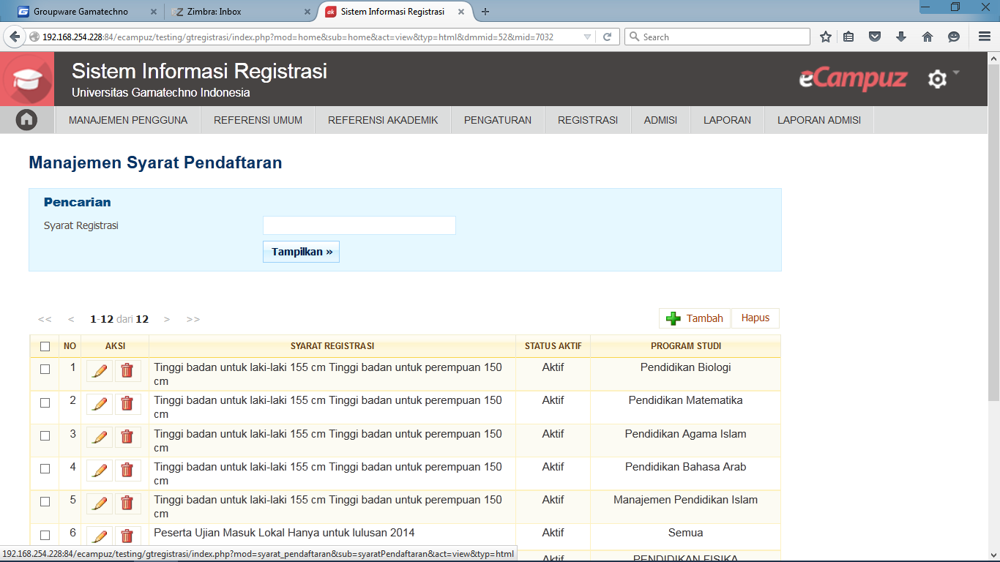 Groupware Gamatechno
Zimbra: Inbox
Sistem Informasi Registrasi
192.168.254.228:84/ecampuz/testing/gtregistrasi/index.php?mod=home&sub=home&act=view&typ=html&dmmid=52&mid=7032
Search
Sistem Informasi Registrasi
Universitas Gamatechno Indonesia
eCampuz
MANAJEMEN PENGGUNA REFERENSI UMUM REFERENSI AKADEMIK PENGATURAN REGISTRASI ADMISI LAPORAN LAPORAN ADMISI
Manajemen Syarat Pendaftaran
Pencarian
Syarat Registrasi
Tampilkan »
<< < 1-12 dari 12 > >>
Tambah Hapus
NO AKSI SYARAT REGISTRASI STATUS AKTIF PROGRAM STUDI
1 Tinggi badan untuk laki-laki 155 cm Tinggi badan untuk perempuan 150 Aktif Pendidikan Biologi
cm
2 Tinggi badan untuk laki-laki 155 cm Tinggi badan untuk perempuan 150 Aktif Pendidikan Matematika
cm
3 Tinggi badan untuk laki-laki 155 cm Tinggi badan untuk perempuan 150 Aktif Pendidikan Agama Islam
cm
4 Tinggi badan untuk laki-laki 155 cm Tinggi badan untuk perempuan 150 Aktif Pendidikan Bahasa Arab
cm
5 Tinggi badan untuk laki-laki 155 cm Tinggi badan untuk perempuan 150 Aktif Manajemen Pendidikan Islam
cm
6 Peserta Ujian Masuk Lokal Hanya untuk lulusan 2014 Aktif Semua
Aktif PENDIDIKAN FISIKA
192.168.254.228:84/ecampuz/testing/gtregistrasi/index.php?mod=syarat_pendaftaran&sub=syaratPendaftaran&act=view&typ=html